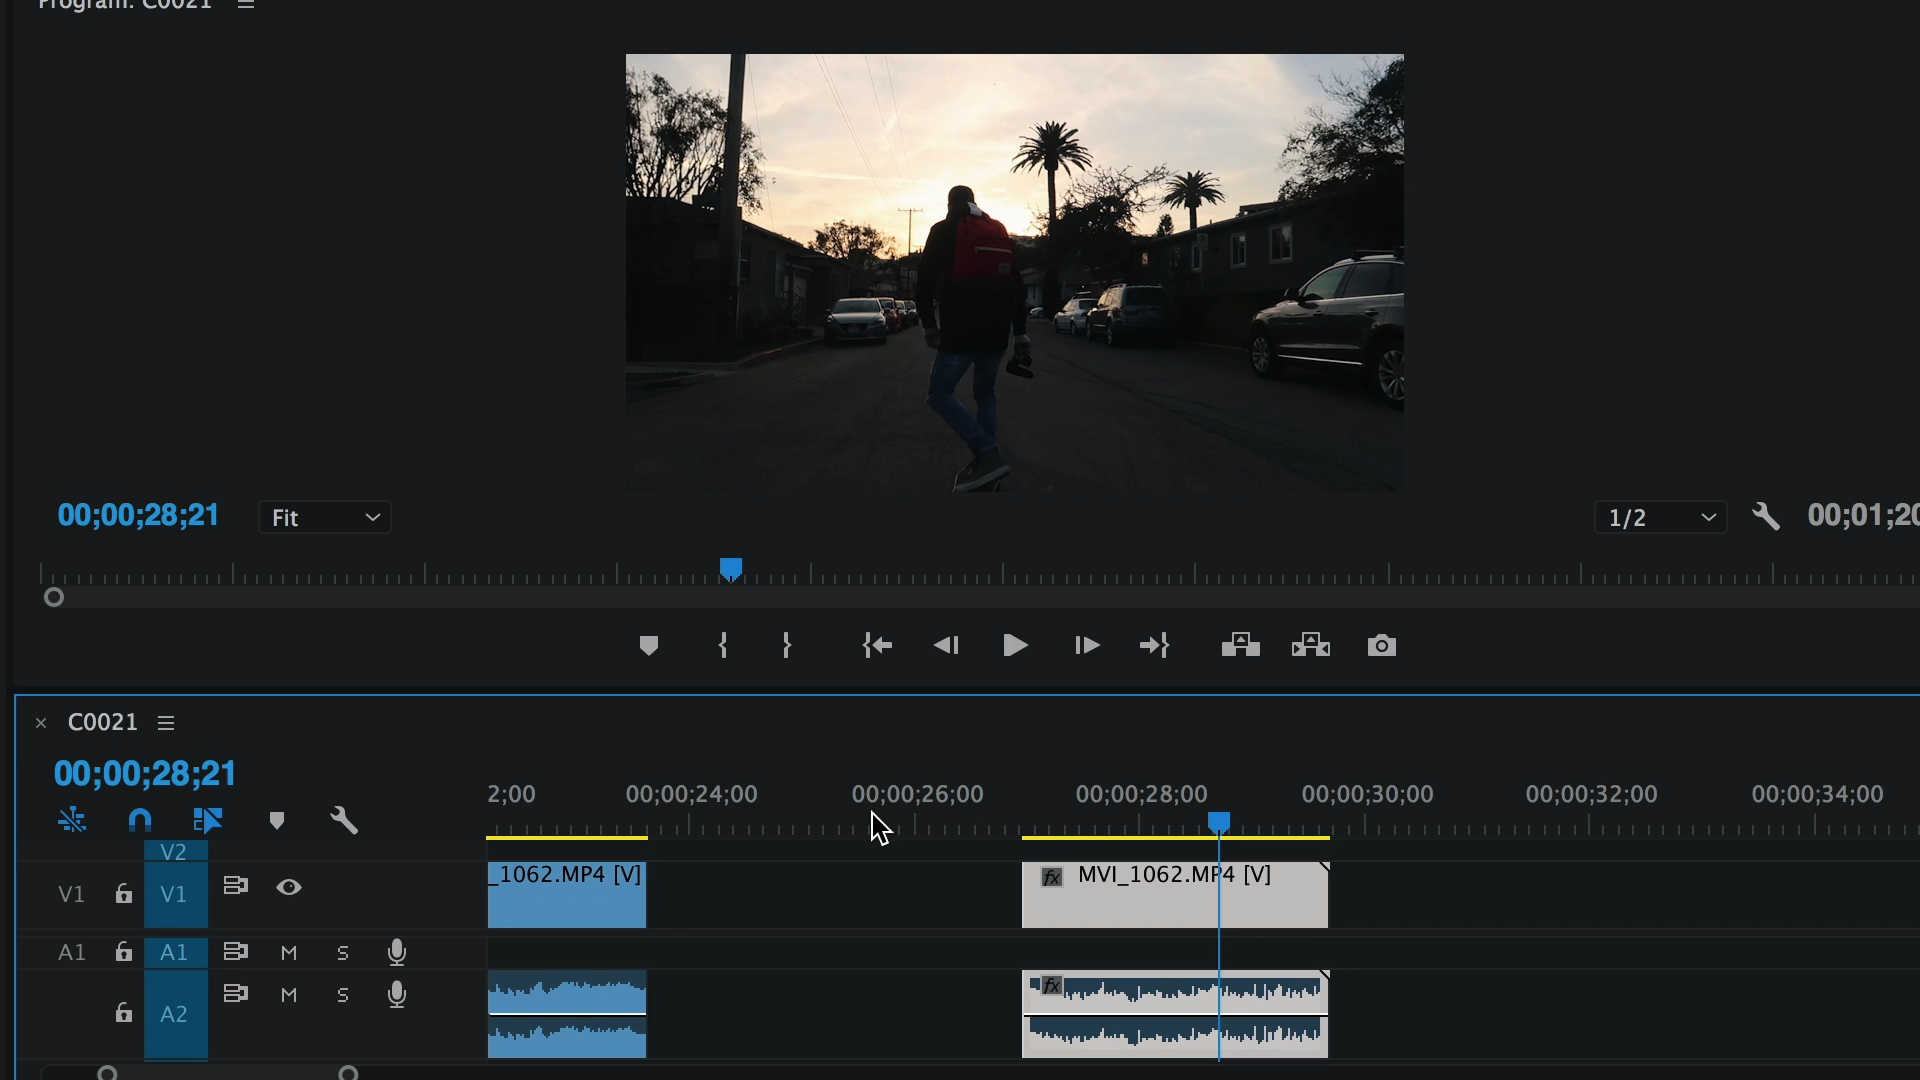 Program: C0021
00;00;28;21
Fit
1/2
00;01;20
× C0021
00;00;28;21
2;00 00;00;24;00 00;00;26;00 00;00;28;00 00;00;30;00 00;00;32;00 00;00;34;00
V2
V1 V1
_1062.MP4 [V]
fx MVI_1062.MP4 [V]
A1 A1 M S
A2 M S
fx